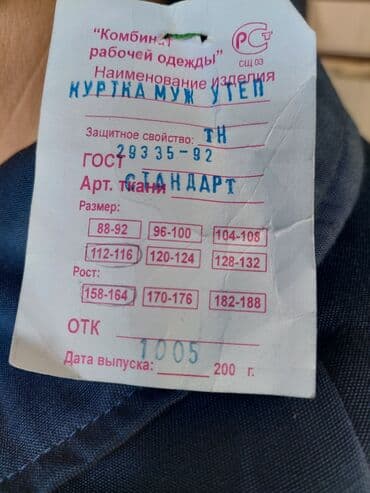 "Комбинат
рабочей одежды"
РСТ
СЩ 03
Наименование изделия
КУРТКА МУЖ УТЕП
Защитное свойство: ТН
ГОСТ 29335-92
Арт. ткани СТАНДАРТ
Размер:
88-92 96-100 104-108
112-116 120-124 128-132
Рост:
158-164 170-176 182-188
ОТК
1005
Дата выпуска: 200 г.